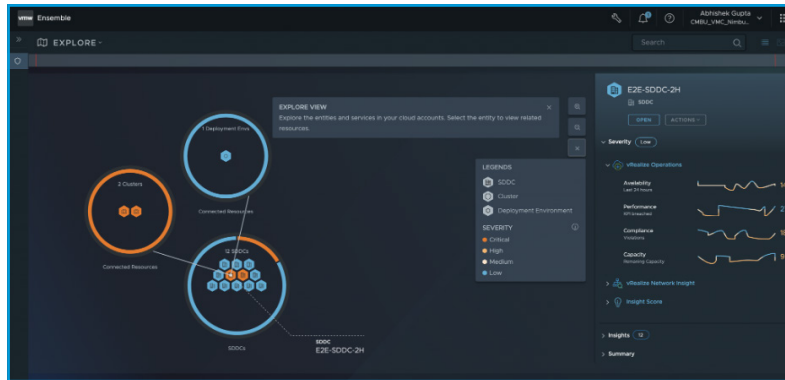 vmw Ensemble
Abhishek Gupta
CMBU_VMC_Nimbu...
EXPLORE
Search
EXPLORE VIEW
Explore the entities and services in your cloud accounts. Select the entity to view related
resources.
1 Deployment Envs
2 Clusters
Connected Resources
Connected Resources
12 SDDCs
SDDCs
SDDC
E2E-SDDC-2H
LEGENDS
SDDC
Cluster
Deployment Environment
SEVERITY
Critical
High
Medium
Low
E2E-SDDC-2H
SDDC
OPEN
ACTIONS
Severity Low
vRealize Operations
Availability
Last 24 hours
Performance
KPI breached
Compliance
Violations
Capacity
Remaining Capacity
vRealize Network Insight
Insight Score
Insights 12
Summary